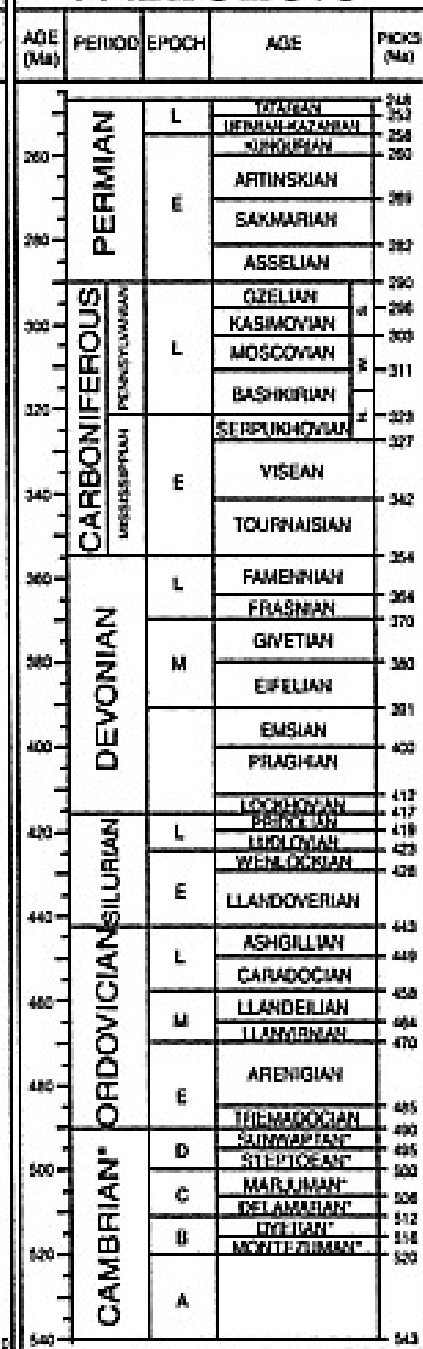 AGE (Ma) PERIOD EPOCH AGE PICKS (Ma)
PERMIAN
L
TATARIAN
UFIMIAN-KAZANIAN
KUNGURIAN
E
ARTINSKIAN
SAKMARIAN
ASSELIAN
248
252
256
260
269
282
290
CARBONIFEROUS
PENNSYLVANIAN
L
GZELIAN
KASIMOVIAN
MOSCOVIAN
BASHKIRIAN
296
303
311
323
MISSISSIPPIAN
E
SERPUKHOVIAN
VISEAN
TOURNAISIAN
327
342
354
DEVONIAN
L
FAMENNIAN
FRASNIAN
364
370
M
GIVETIAN
EIFELIAN
380
391
EMSIAN
PRAGHIAN
LOCKHOVIAN
400
412
417
SILURIAN
L
PRIDOLIAN
LUDLOVIAN
419
423
E
WENLOCKIAN
LLANDOVERIAN
428
443
ORDOVICIAN
L
ASHGILLIAN
CARADOCIAN
449
458
M
LLANDEILIAN
LLANVIRNIAN
464
470
E
ARENIGIAN
TREMADOCIAN
485
490
CAMBRIAN*
D
SUNWAPTAN*
STEPTOEAN*
495
500
C
MARJUMAN*
DELAMARAN*
506
512
B
DYERAN*
MONTEZUMAN*
516
520
A
543
260
280
300
320
340
360
380
400
420
440
460
480
500
520
540